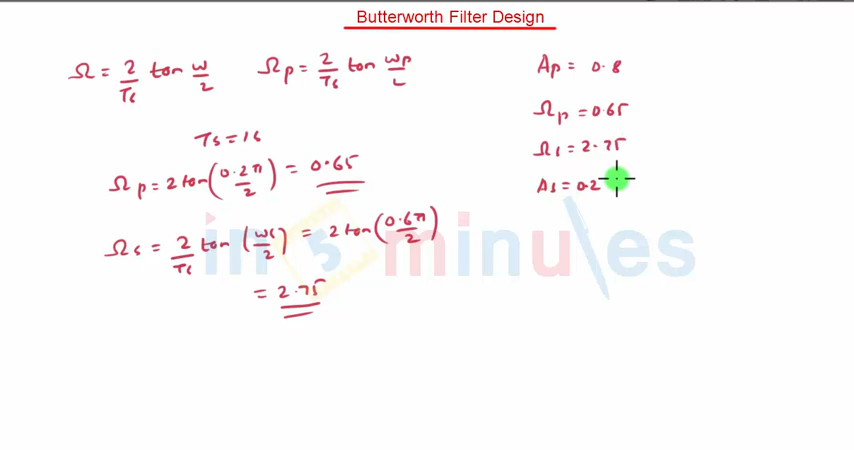 Butterworth Filter Design
Ω = 2/Ts tan w/2
Ωp = 2/Ts tan wp/2
Ts = 1s
Ωp = 2 tan(0.2π/2) = 0.65
Ωs = 2/Ts tan(ws/2) = 2 tan(0.6π/2)
= 2.75
Ap = 0.8
Ωp = 0.65
Ωs = 2.75
As = 0.2
in 5 minutes